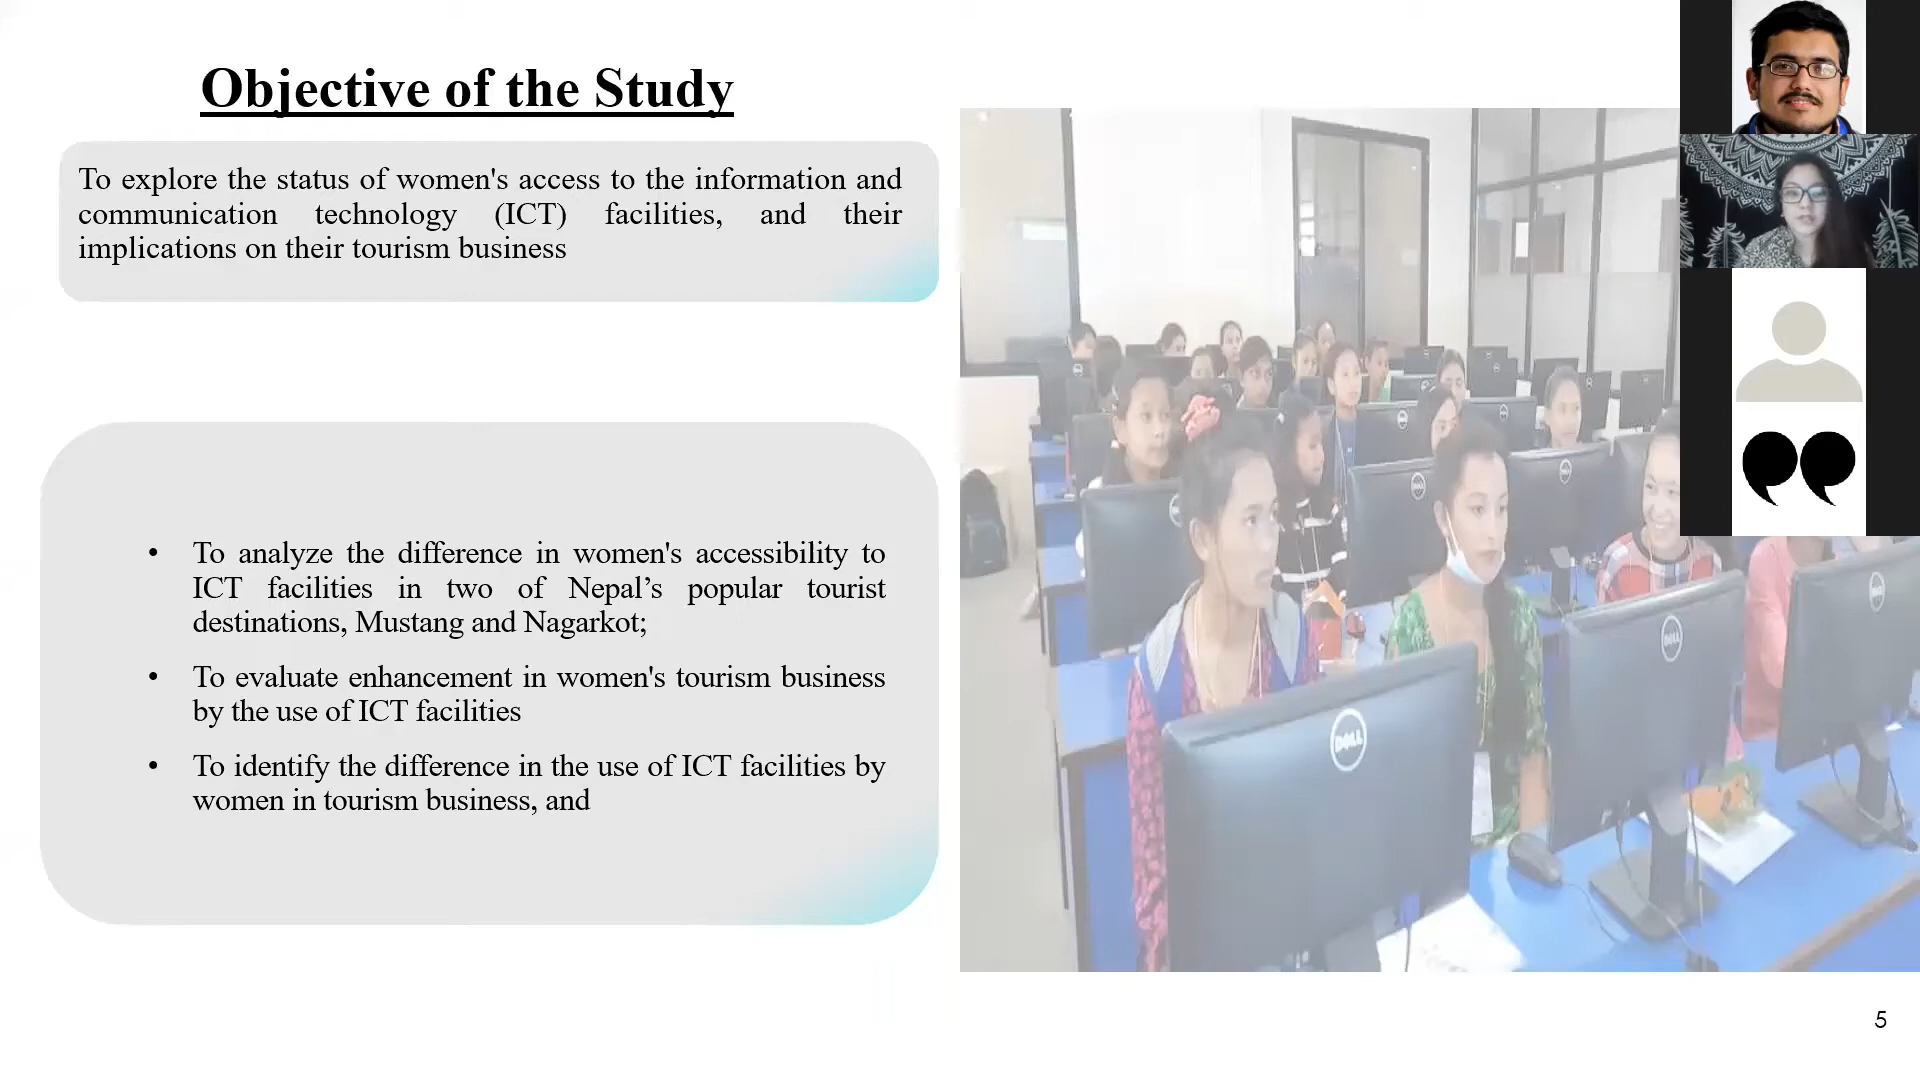 Objective of the Study
To explore the status of women's access to the information and
communication technology (ICT) facilities, and their
implications on their tourism business
• To analyze the difference in women's accessibility to
ICT facilities in two of Nepal’s popular tourist
destinations, Mustang and Nagarkot;
• To evaluate enhancement in women's tourism business
by the use of ICT facilities
• To identify the difference in the use of ICT facilities by
women in tourism business, and
DELL
DELL
5